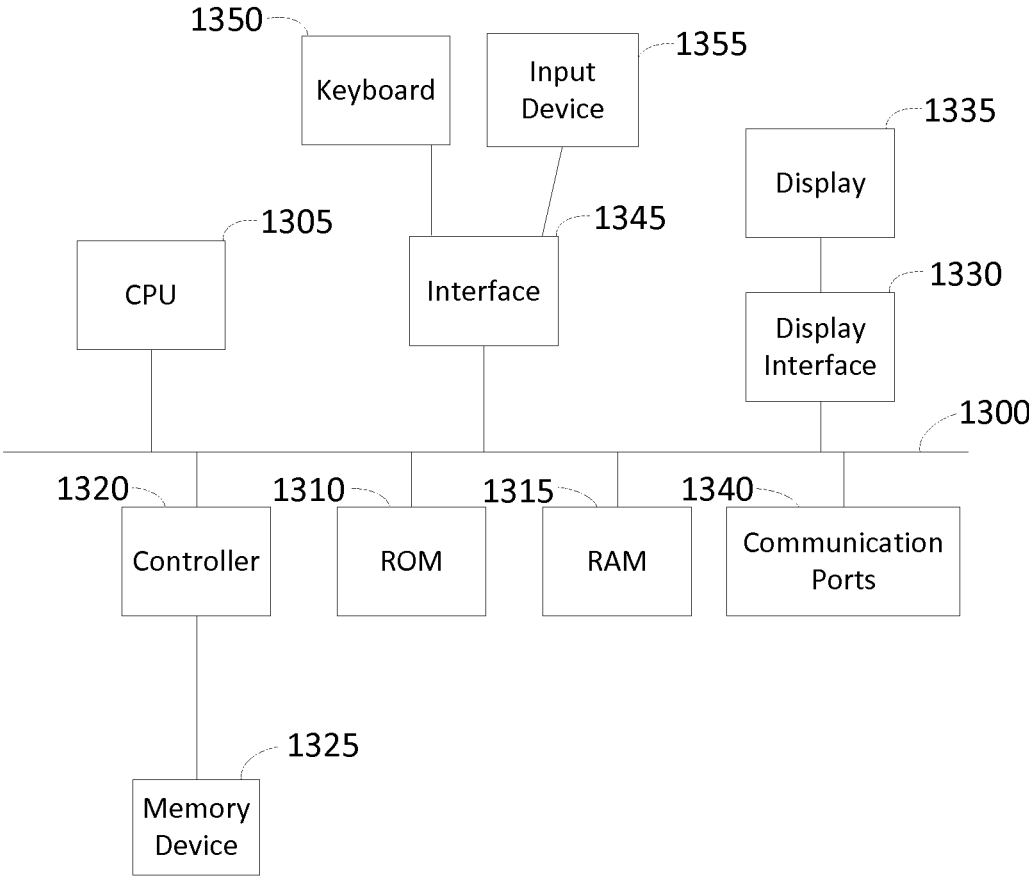 1350
Keyboard
1355
Input
Device
1335
Display
1305
CPU
1345
Interface
1330
Display
Interface
1300
1320
Controller
1310
ROM
1315
RAM
1340
Communication
Ports
1325
Memory
Device